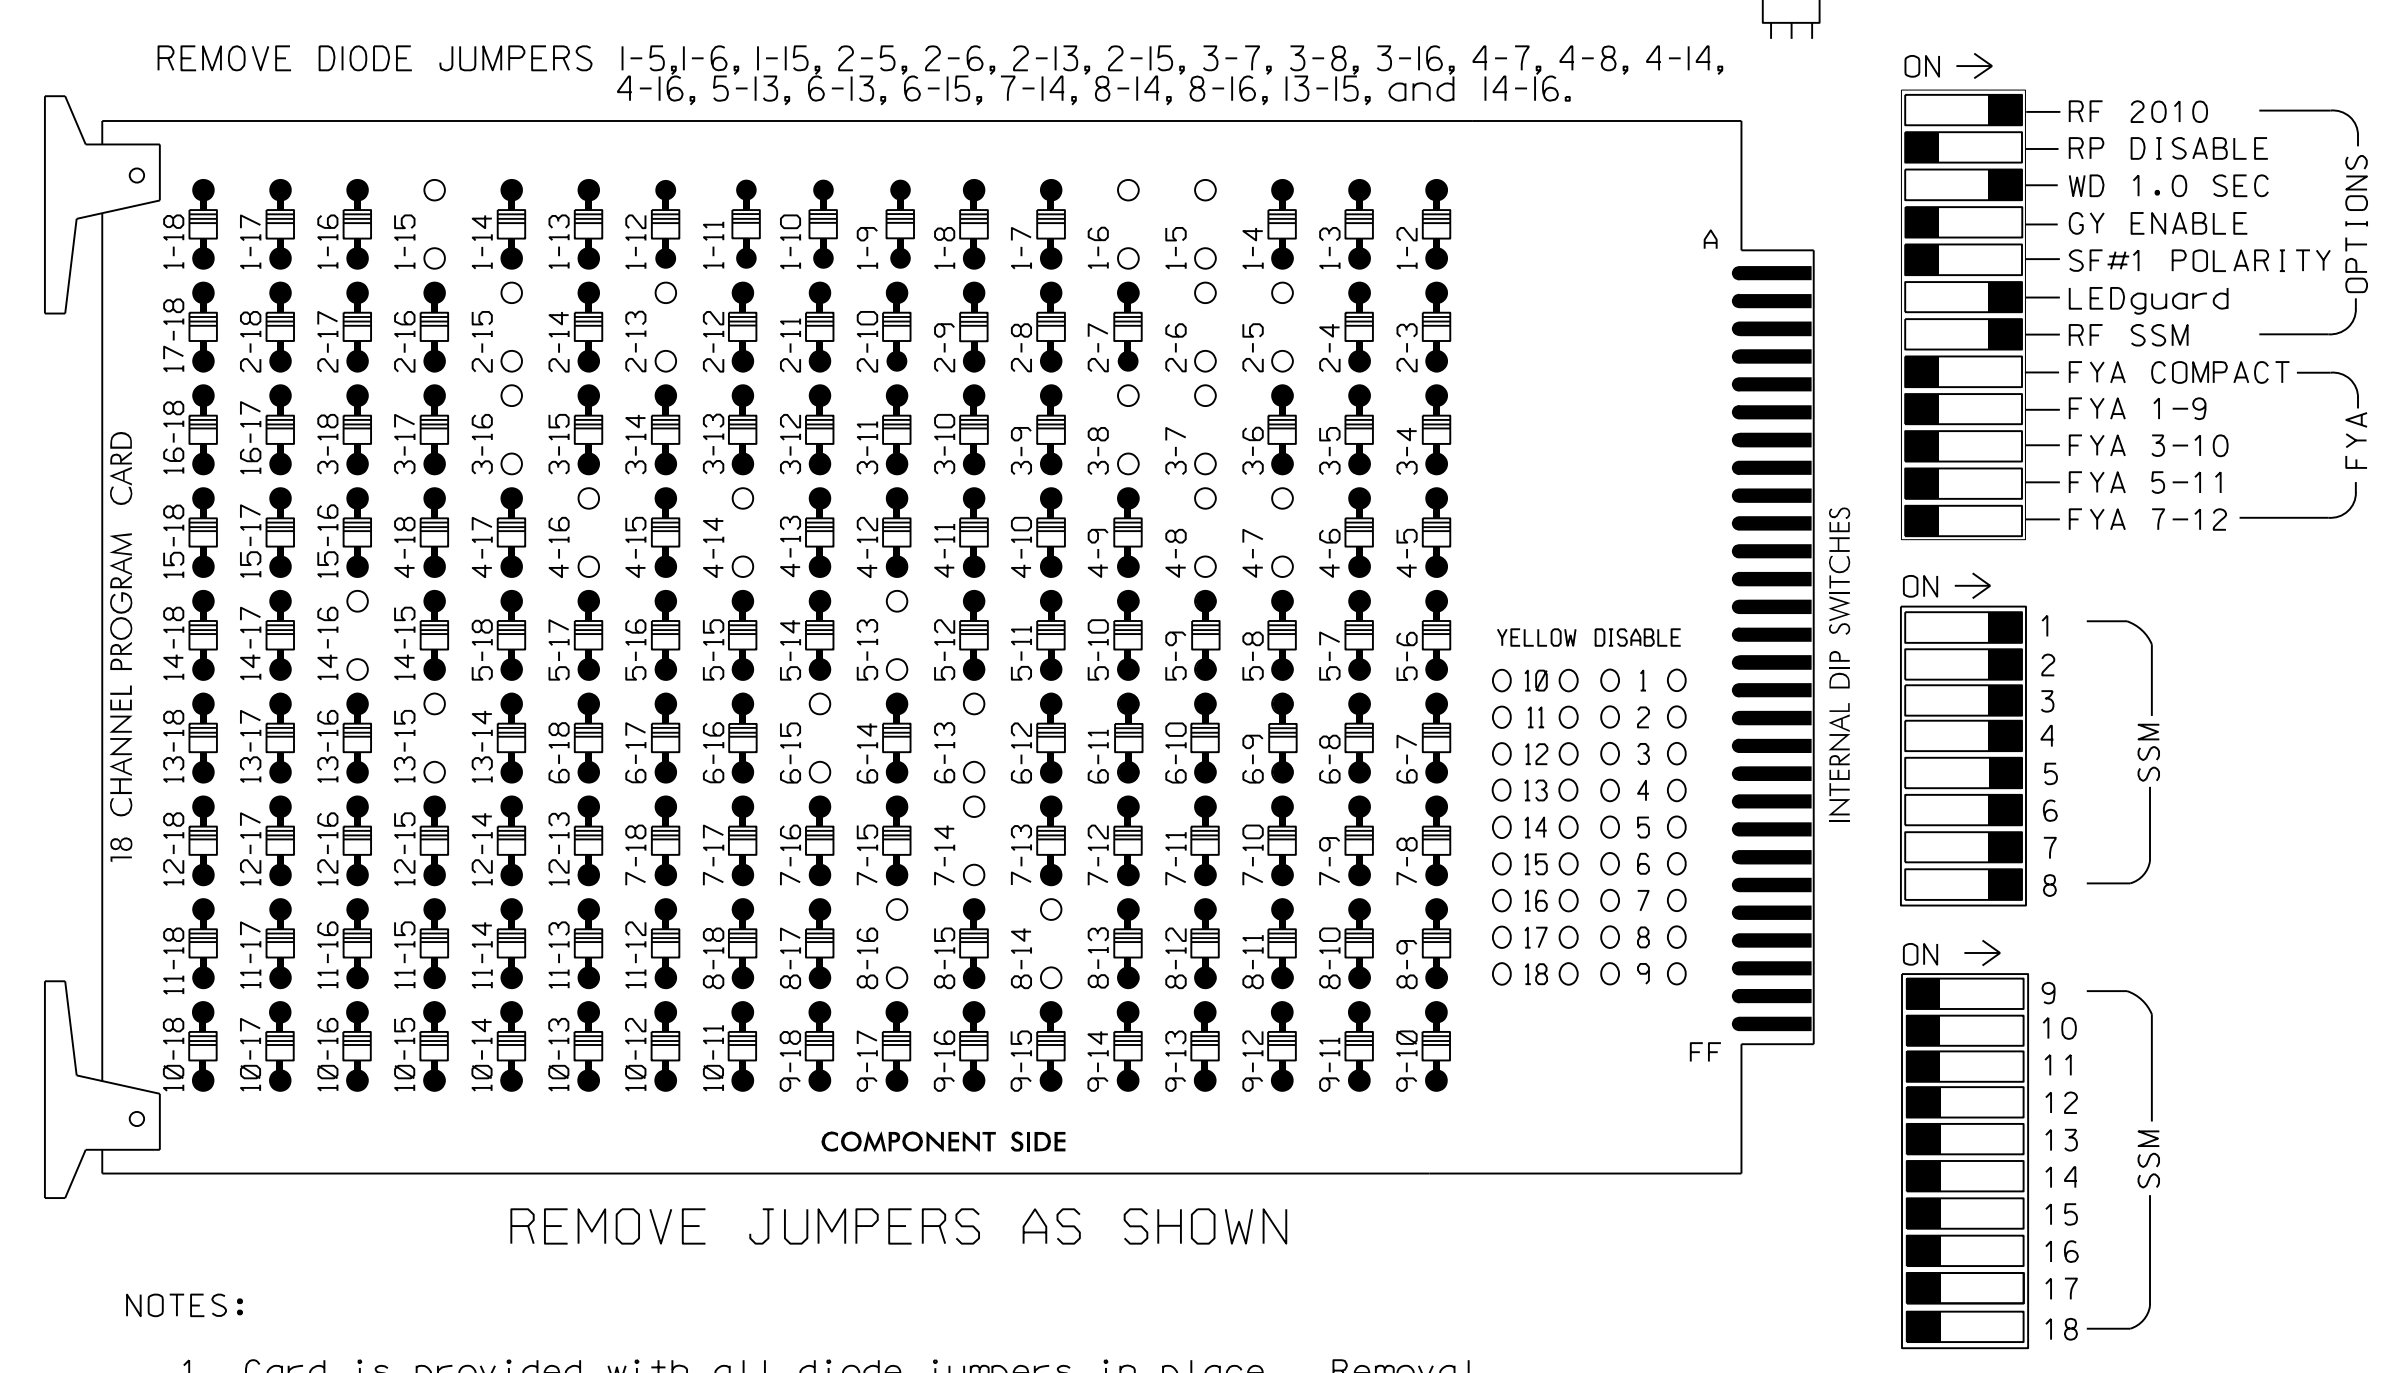 REMOVE DIODE JUMPERS 1-5,1-6, 1-15, 2-5, 2-6, 2-13, 2-15, 3-7, 3-8, 3-16, 4-7, 4-8, 4-14,
4-16, 5-13, 6-13, 6-15, 7-14, 8-14, 8-16, 13-15, and 14-16.
18 CHANNEL PROGRAM CARD
1-18 1-17 1-16 1-15 1-14 1-13 1-12 1-11 1-10 1-9 1-8 1-7 1-6 1-5 1-4 1-3 1-2
17-18 2-18 2-17 2-16 2-15 2-14 2-13 2-12 2-11 2-10 2-9 2-8 2-7 2-6 2-5 2-4 2-3
16-18 16-17 3-18 3-17 3-16 3-15 3-14 3-13 3-12 3-11 3-10 3-9 3-8 3-7 3-6 3-5 3-4
15-18 15-17 15-16 4-18 4-17 4-16 4-15 4-14 4-13 4-12 4-11 4-10 4-9 4-8 4-7 4-6 4-5
14-18 14-17 14-16 14-15 5-18 5-17 5-16 5-15 5-14 5-13 5-12 5-11 5-10 5-9 5-8 5-7 5-6
13-18 13-17 13-16 13-15 13-14 6-18 6-17 6-16 6-15 6-14 6-13 6-12 6-11 6-10 6-9 6-8 6-7
12-18 12-17 12-16 12-15 12-14 12-13 7-18 7-17 7-16 7-15 7-14 7-13 7-12 7-11 7-10 7-9 7-8
11-18 11-17 11-16 11-15 11-14 11-13 11-12 8-18 8-17 8-16 8-15 8-14 8-13 8-12 8-11 8-10 8-9
10-18 10-17 10-16 10-15 10-14 10-13 10-12 10-11 9-18 9-17 9-16 9-15 9-14 9-13 9-12 9-11 9-10
A
YELLOW DISABLE
10 1
11 2
12 3
13 4
14 5
15 6
16 7
17 8
18 9
FF
COMPONENT SIDE
INTERNAL DIP SWITCHES
ON →
RF 2010
RP DISABLE
WD 1.0 SEC
GY ENABLE
SF#1 POLARITY
LEDguard
RF SSM
OPTIONS
FYA COMPACT
FYA 1-9
FYA 3-10
FYA 5-11
FYA 7-12
FYA
ON →
1
2
3
4
5
6
7
8
SSM
ON →
9
10
11
12
13
14
15
16
17
18
SSM
REMOVE JUMPERS AS SHOWN
NOTES:
1. Card is provided with all diode jumpers in place. Removal